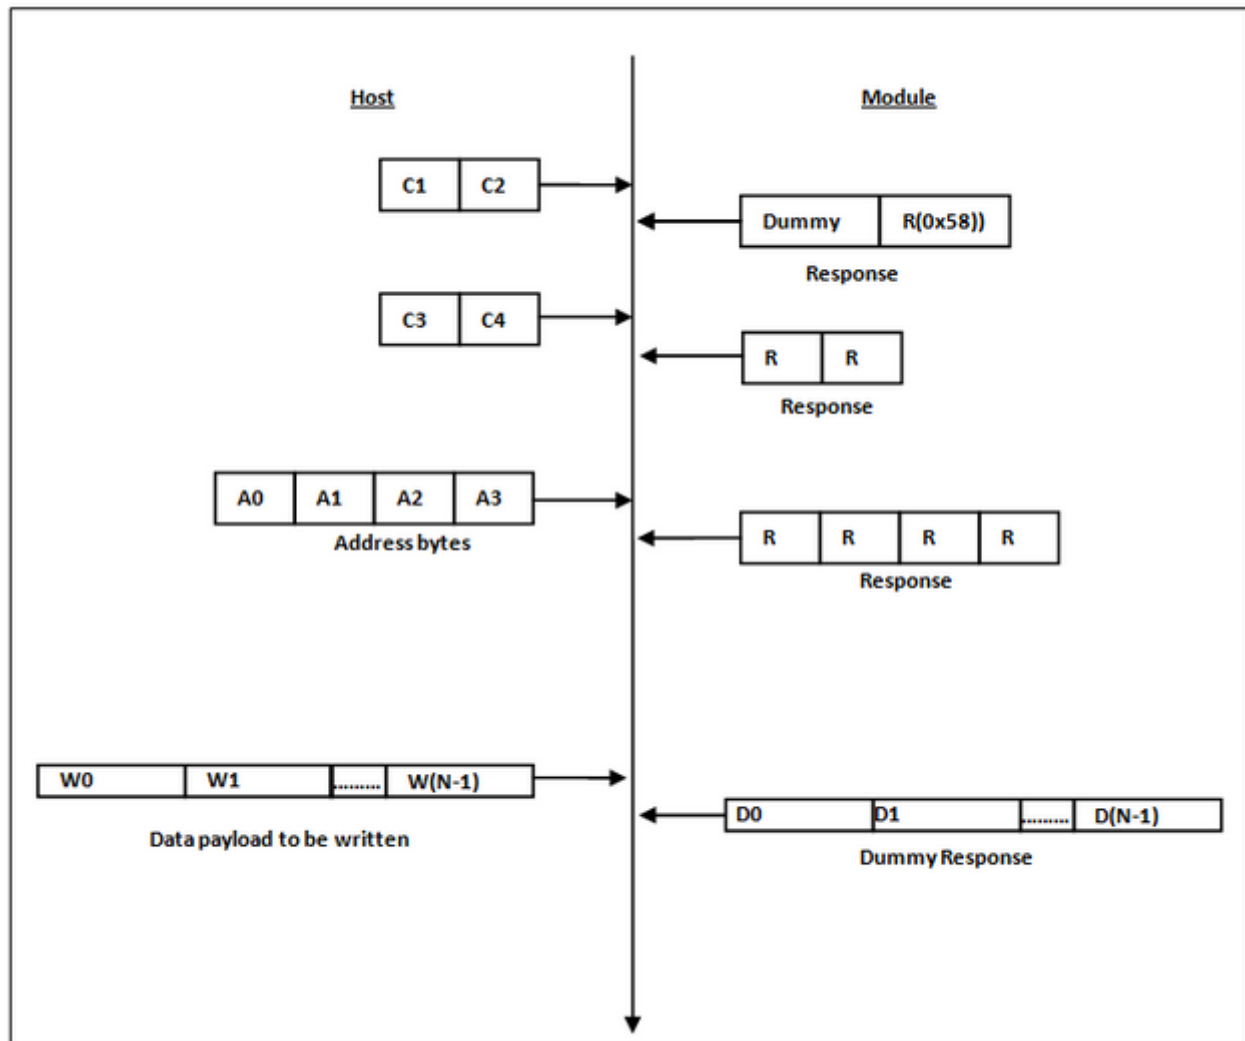 Host Module
C1 C2
Dummy R(0x58))
Response
C3 C4
R R
Response
A0 A1 A2 A3
Address bytes
R R R R
Response
W0 W1 ......... W(N-1)
Data payload to be written
D0 D1 ......... D(N-1)
Dummy Response